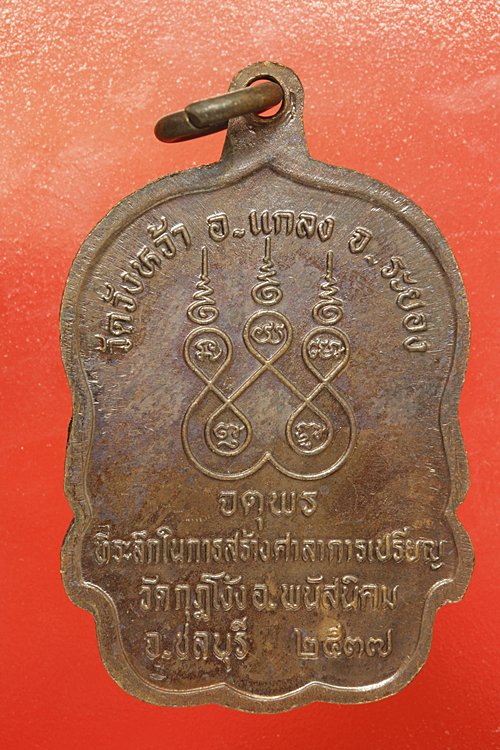 วัดวังหว้า อ.แกลง จ.ระยอง
จตุพร
ที่ระลึกในการสร้างศาลาการเปรียญ
วัดกุฎโง้ง อ.พนัสนิคม
จ.ชลบุรี ๒๕๓๗